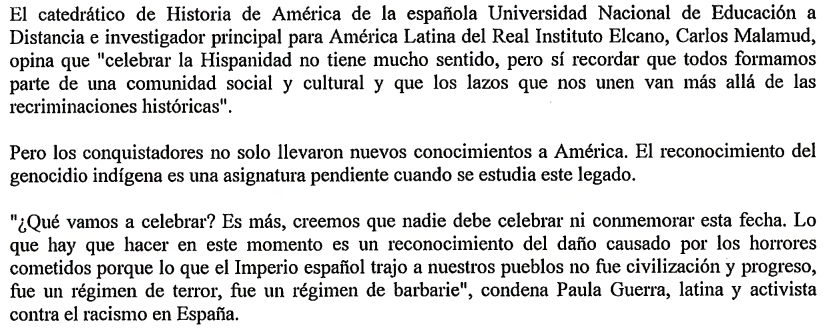 El catedrático de Historia de América de la española Universidad Nacional de Educación a
Distancia e investigador principal para América Latina del Real Instituto Elcano, Carlos Malamud,
opina que "celebrar la Hispanidad no tiene mucho sentido, pero sí recordar que todos formamos
parte de una comunidad social y cultural y que los lazos que nos unen van más allá de las
recriminaciones históricas".

Pero los conquistadores no solo llevaron nuevos conocimientos a América. El reconocimiento del
genocidio indígena es una asignatura pendiente cuando se estudia este legado.

"¿Qué vamos a celebrar? Es más, creemos que nadie debe celebrar ni conmemorar esta fecha. Lo
que hay que hacer en este momento es un reconocimiento del daño causado por los horrores
cometidos porque lo que el Imperio español trajo a nuestros pueblos no fue civilización y progreso,
fue un régimen de terror, fue un régimen de barbarie", condena Paula Guerra, latina y activista
contra el racismo en España.